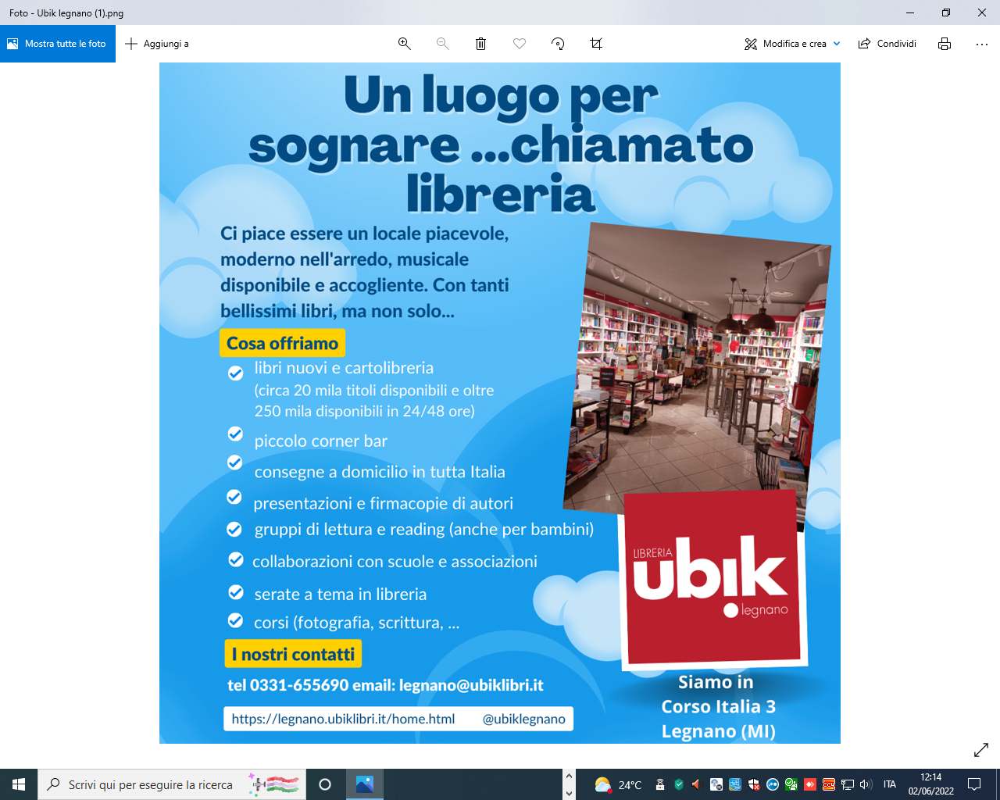 Foto - Ubik legnano (1).png
Mostra tutte le foto
Aggiungi a
Modifica e crea
Condividi
Un luogo per
sognare ...chiamato
libreria
Ci piace essere un locale piacevole,
moderno nell'arredo, musicale
disponibile e accogliente. Con tanti
bellissimi libri, ma non solo...
Cosa offriamo
libri nuovi e cartolibreria
(circa 20 mila titoli disponibili e oltre
250 mila disponibili in 24/48 ore)
piccolo corner bar
consegne a domicilio in tutta Italia
presentazioni e firmacopie di autori
gruppi di lettura e reading (anche per bambini)
collaborazioni con scuole e associazioni
serate a tema in libreria
corsi (fotografia, scrittura, ...
I nostri contatti
tel 0331-655690 email: legnano@ubiklibri.it
https://legnano.ubiklibri.it/home.html @ubiklegnano
LIBRERIA
ubik
legnano
Siamo in
Corso Italia 3
Legnano (MI)
Scrivi qui per eseguire la ricerca
24°C
ITA
12:14
02/06/2022